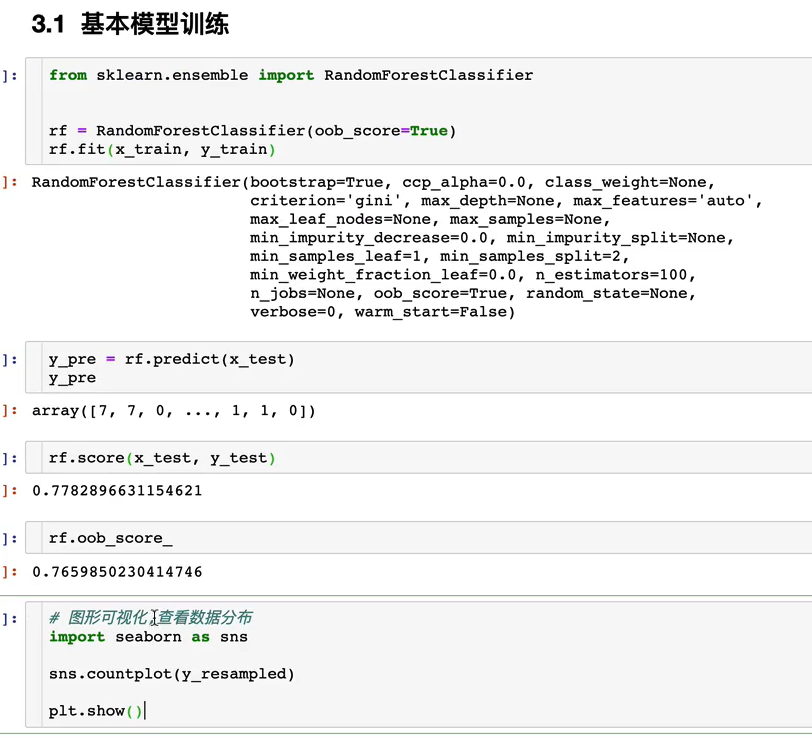 3.1 基本模型训练
]:
from sklearn.ensemble import RandomForestClassifier
rf = RandomForestClassifier(oob_score=True)
rf.fit(x_train, y_train)
]:
RandomForestClassifier(bootstrap=True, ccp_alpha=0.0, class_weight=None,
criterion='gini', max_depth=None, max_features='auto',
max_leaf_nodes=None, max_samples=None,
min_impurity_decrease=0.0, min_impurity_split=None,
min_samples_leaf=1, min_samples_split=2,
min_weight_fraction_leaf=0.0, n_estimators=100,
n_jobs=None, oob_score=True, random_state=None,
verbose=0, warm_start=False)
]:
y_pre = rf.predict(x_test)
y_pre
]:
array([7, 7, 0, ..., 1, 1, 0])
]:
rf.score(x_test, y_test)
]:
0.7782896631154621
]:
rf.oob_score_
]:
0.7659850230414746
]:
# 图形可视化,查看数据分布
import seaborn as sns
sns.countplot(y_resampled)
plt.show()